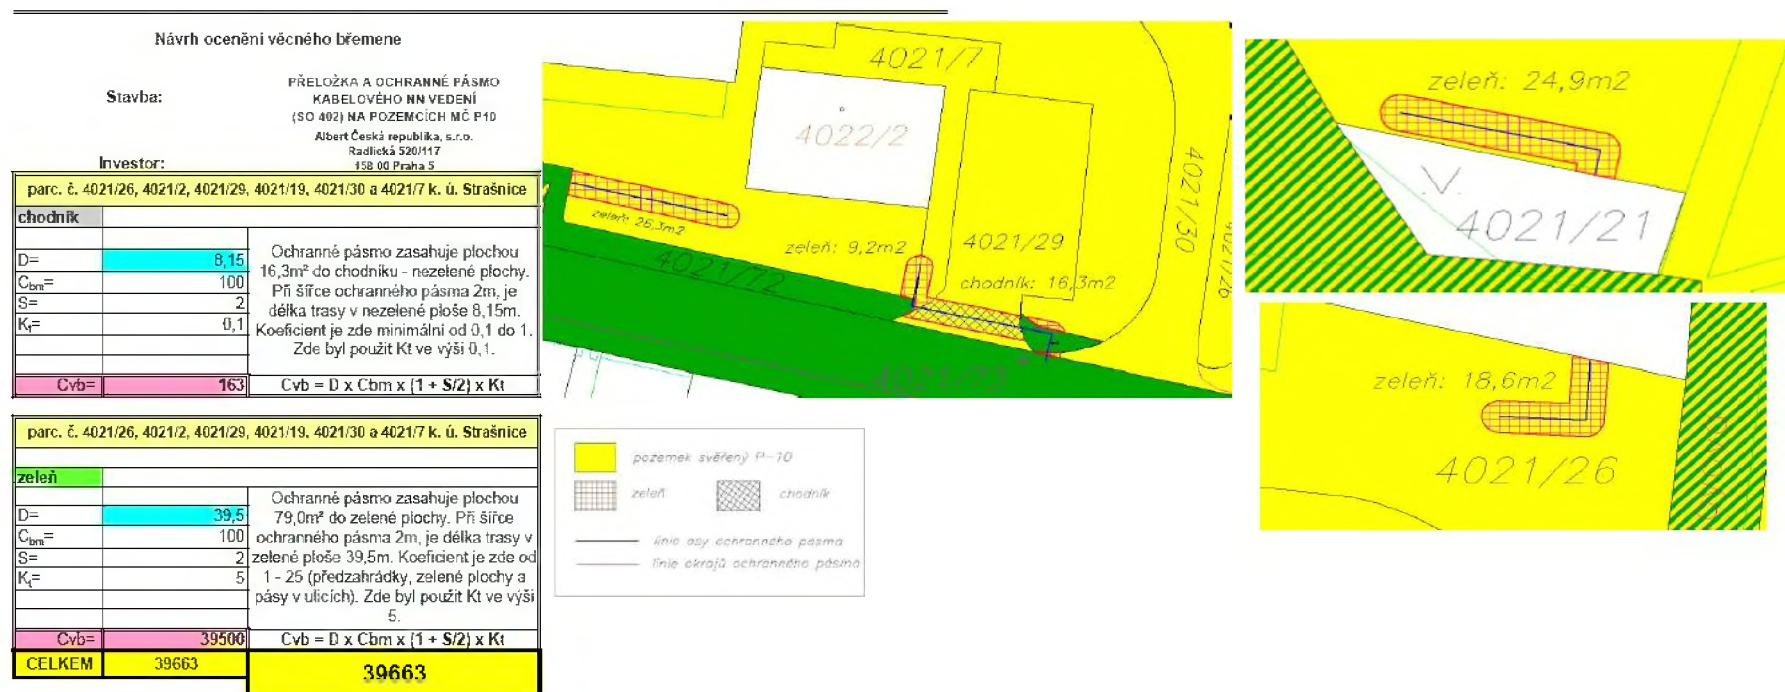 Návrh ocenění věcného břemene
Stavba:
PŘELOŽKA A OCHRANNÉ PÁSMO
KABELOVÉHO NN VEDENÍ
(SO 402) NA POZEMCÍCH MČ P10
Albert Česká republika, s.r.o.
Radlická 520/117
Investor:
158 00 Praha 5
parc. č. 4021/26, 4021/2, 4021/29, 4021/19, 4021/30 a 4021/7 k. ú. Strašnice
chodník
D= 8,15
Cbm= 100
S= 2
Kt= 0,1
Ochranné pásmo zasahuje plochou
16,3m² do chodníku - nezelené plochy.
Při šířce ochranného pásma 2m, je
délka trasy v nezelené ploše 8,15m.
Koeficient je zde minimální od 0,1 do 1.
Zde byl použit Kt ve výši 0,1.
Cvb= 163 Cvb = D x Cbm x (1 + S/2) x Kt
parc. č. 4021/26, 4021/2, 4021/29, 4021/19, 4021/30 a 4021/7 k. ú. Strašnice
zeleň
D= 39,5
Cbm= 100
S= 2
Kt= 5
Ochranné pásmo zasahuje plochou
79,0m² do zelené plochy. Při šířce
ochranného pásma 2m, je délka trasy v
zelené ploše 39,5m. Koeficient je zde od
1 - 25 (předzahrádky, zelené plochy a
pásy v ulicích). Zde byl použit Kt ve výši
5.
Cvb= 39500 Cvb = D x Cbm x (1 + S/2) x Kt
CELKEM 39663 39663
4021/7
4022/2
4021/30
4021/26
zeleň: 26,3m2
zeleň: 9,2m2
4021/29
4021/72
chodník: 16,3m2
4021/73
pozemek svěřený P-10
zeleň
chodník
linie osy ochranného pásma
linie okrajů ochranného pásma
zeleň: 24,9m2
V.
4021/21
zeleň: 18,6m2
4021/26